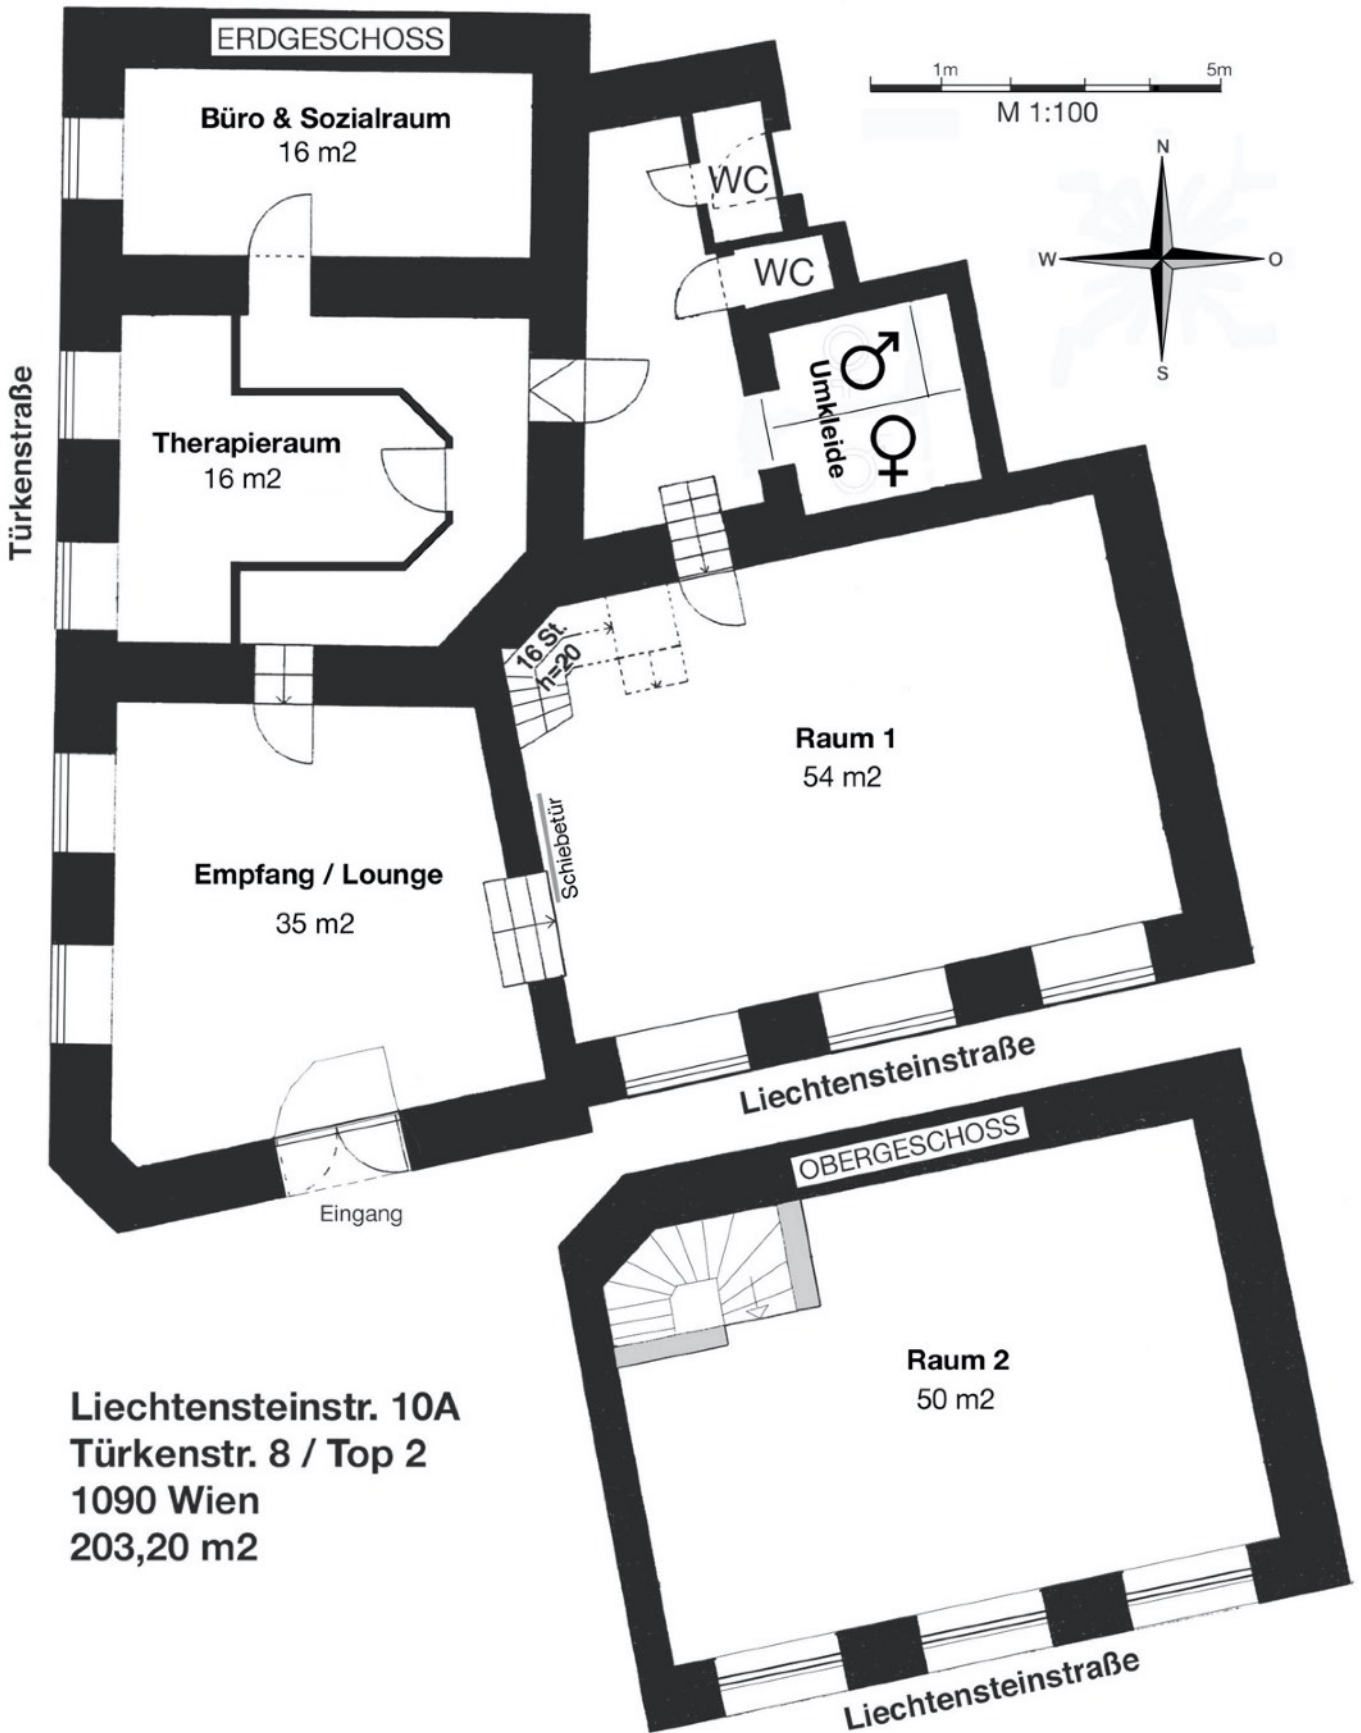 ERDGESCHOSS
1m
5m
M 1:100
Büro & Sozialraum
16 m2
WC
WC
N
W
O
S
Umkleide
Türkenstraße
Therapieraum
16 m2
16 St.
h=20
Raum 1
54 m2
Schiebetür
Empfang / Lounge
35 m2
Liechtensteinstraße
Eingang
OBERGESCHOSS
Raum 2
50 m2
Liechtensteinstr. 10A
Türkenstr. 8 / Top 2
1090 Wien
203,20 m2
Liechtensteinstraße